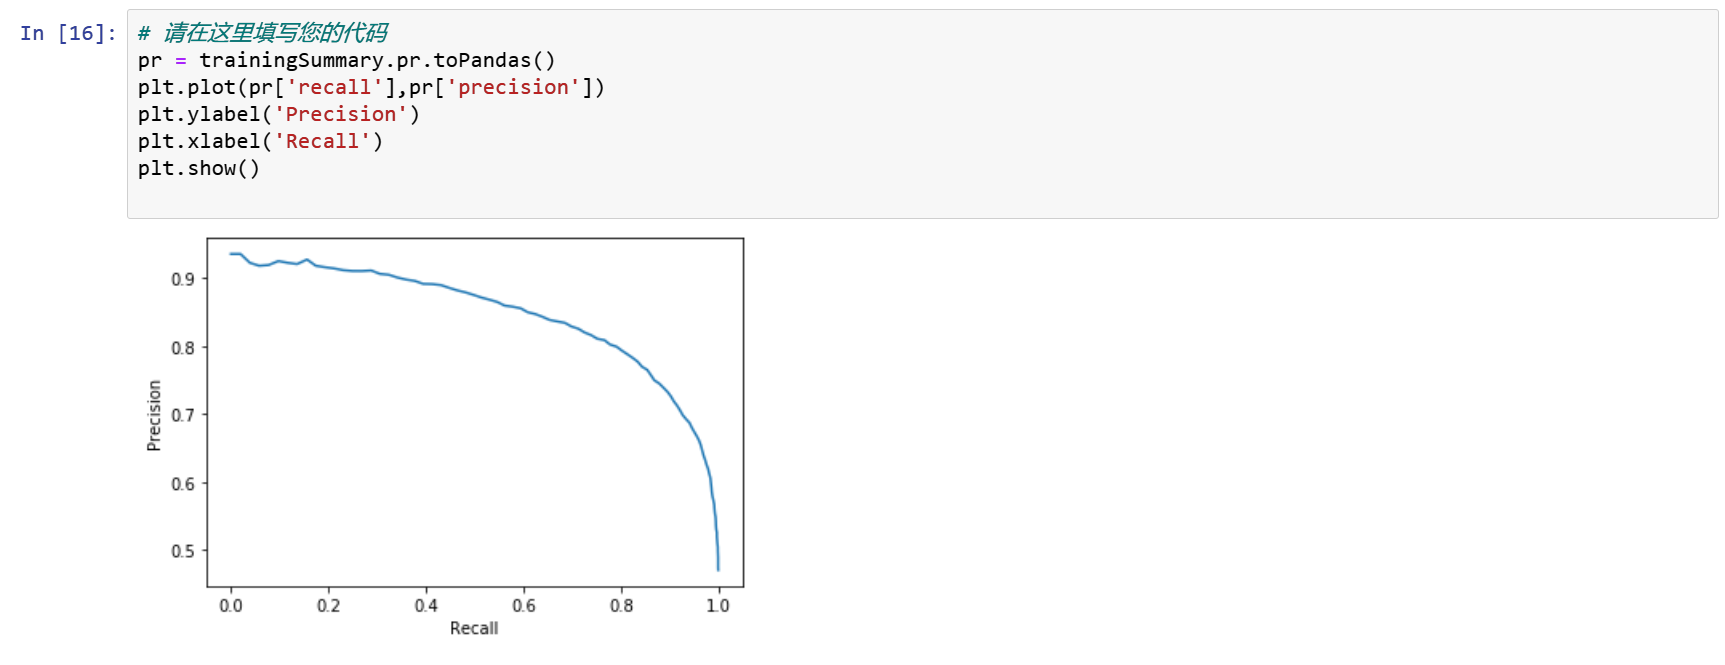 In [16]:
# 请在这里填写您的代码
pr = trainingSummary.pr.toPandas()
plt.plot(pr['recall'],pr['precision'])
plt.ylabel('Precision')
plt.xlabel('Recall')
plt.show()
0.9
0.8
0.7
0.6
0.5
Precision
0.0 0.2 0.4 0.6 0.8 1.0
Recall